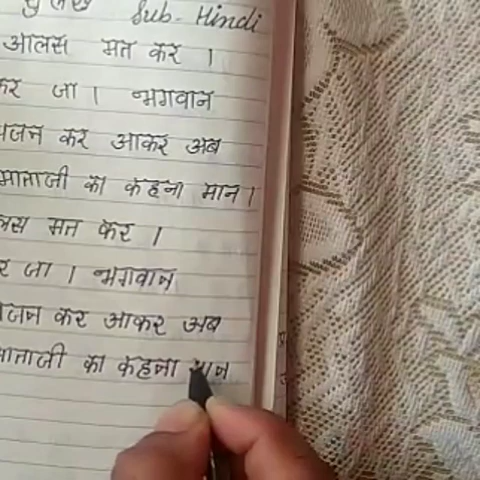 सुलेख Sub- Hindi
आलस मत कर ।
कर जा । भगवान
भजन कर आकर अब
माताजी का कहना मान ।
लस मत कर ।
र जा । भगवान
भजन कर आकर अब
माताजी का कहना मान